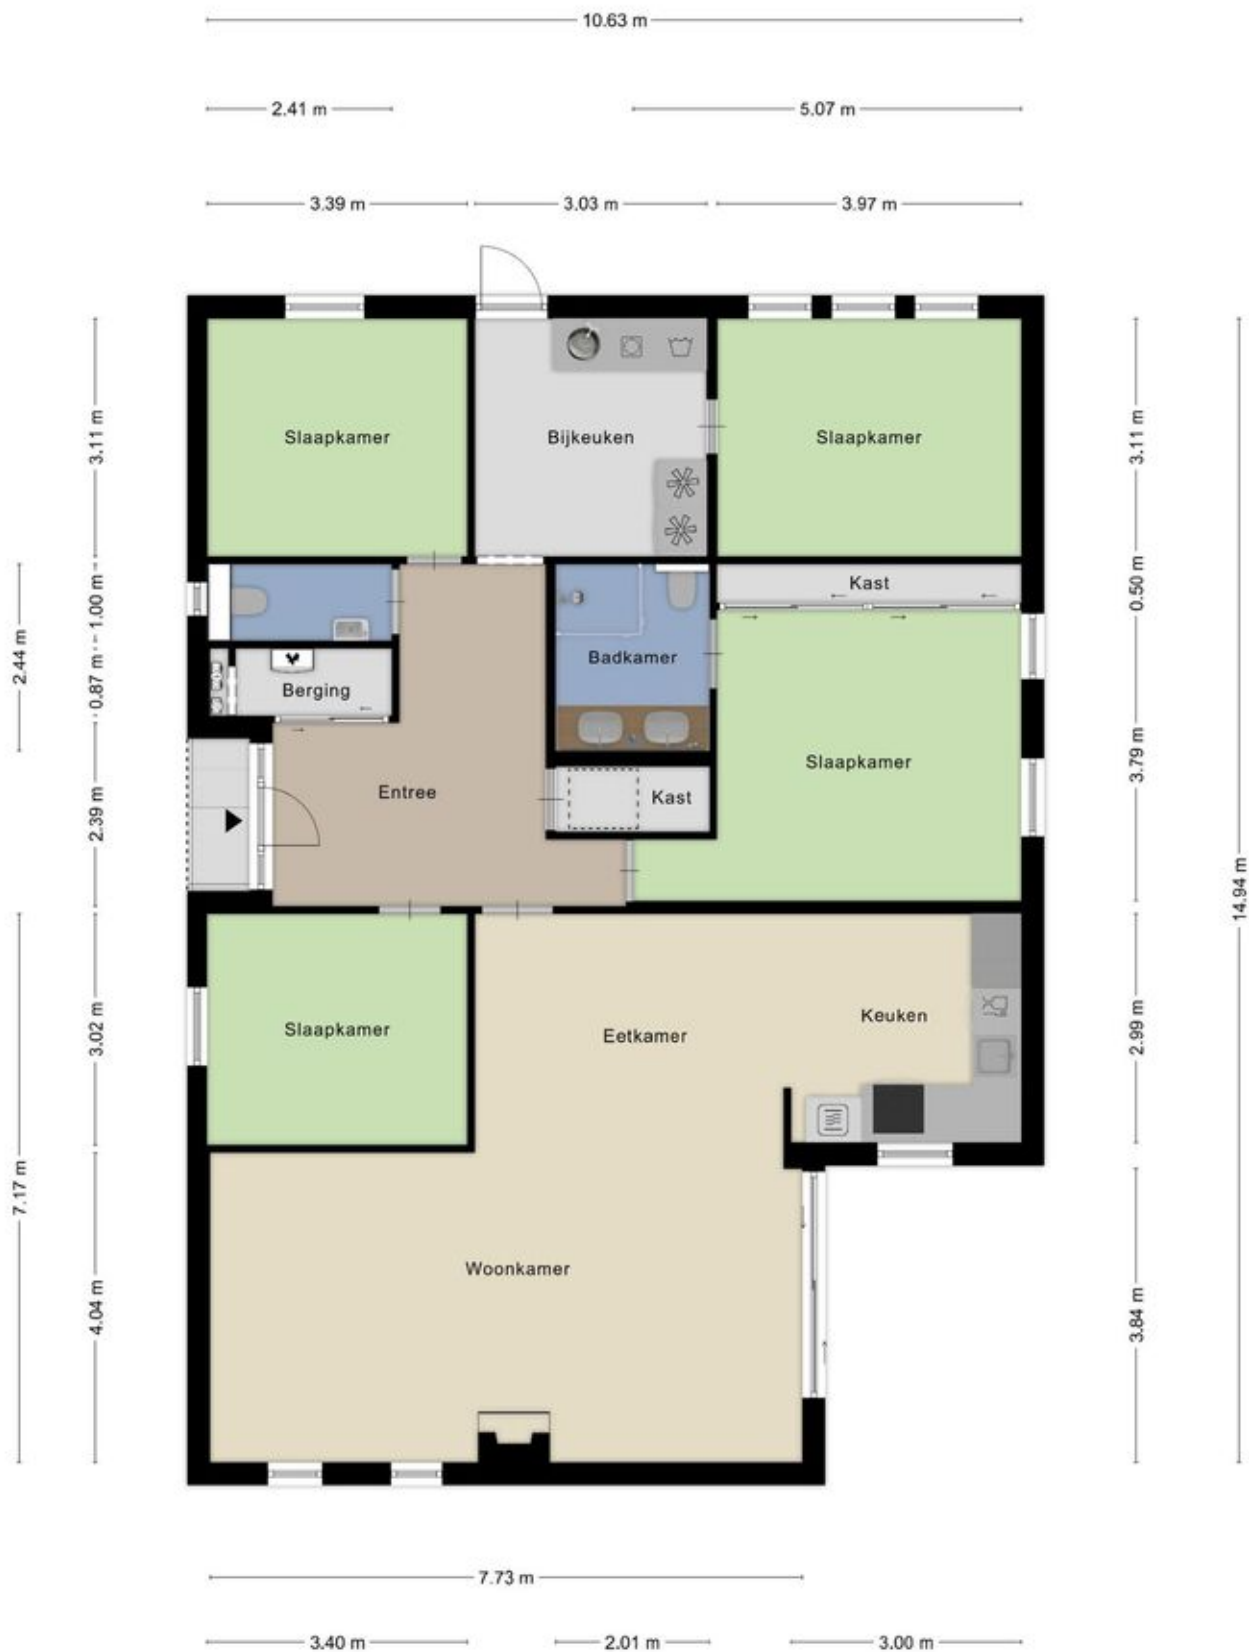 10.63 m
2.41 m
5.07 m
3.39 m
3.03 m
3.97 m
3.11 m
Slaapkamer
Bijkeuken
Slaapkamer
3.11 m
1.00 m
Kast
0.50 m
2.44 m
0.87 m
Berging
Badkamer
2.39 m
Entree
Kast
Slaapkamer
3.79 m
14.94 m
3.02 m
Slaapkamer
Eetkamer
Keuken
2.99 m
7.17 m
4.04 m
Woonkamer
3.84 m
7.73 m
3.40 m
2.01 m
3.00 m